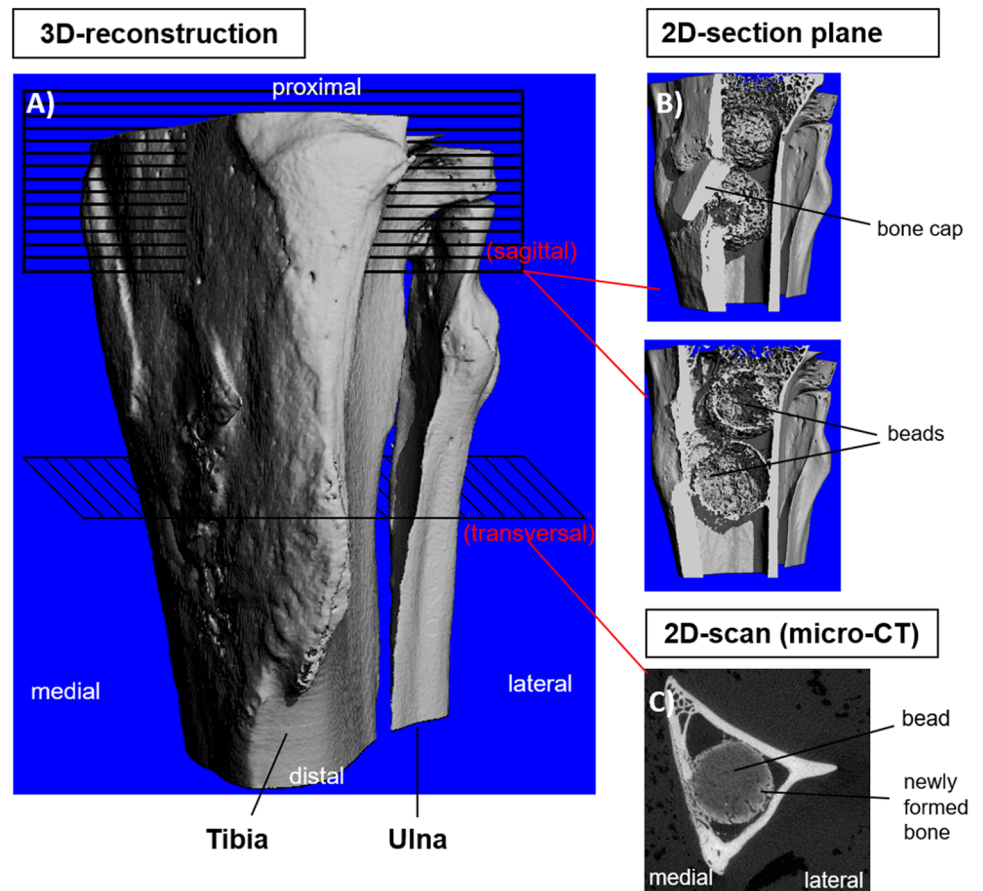 3D-reconstruction
2D-section plane
A)
proximal
B)
bone cap
(sagittal)
beads
(transversal)
2D-scan (micro-CT)
medial
lateral
C)
bead
newly
formed
bone
distal
Tibia
Ulna
medial
lateral